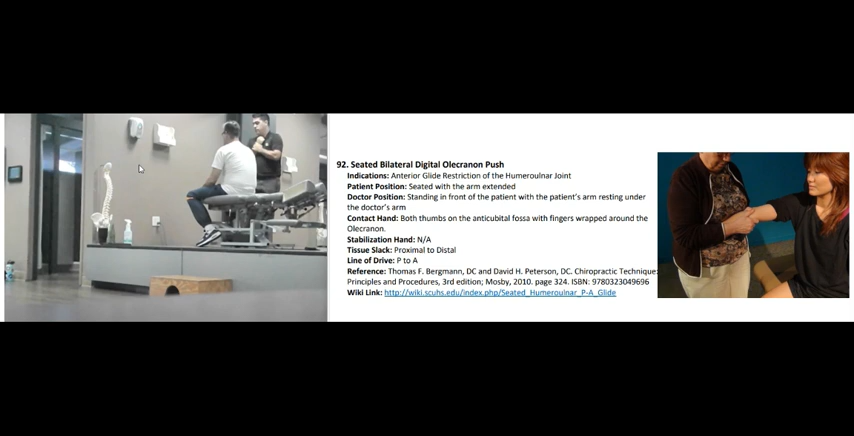 92. Seated Bilateral Digital Olecranon Push
Indications: Anterior Glide Restriction of the Humeroulnar Joint
Patient Position: Seated with the arm extended
Doctor Position: Standing in front of the patient with the patient's arm resting under
the doctor's arm
Contact Hand: Both thumbs on the anticubital fossa with fingers wrapped around the
Olecranon.
Stabilization Hand: N/A
Tissue Slack: Proximal to Distal
Line of Drive: P to A
Reference: Thomas F. Bergmann, DC and David H. Peterson, DC. Chiropractic Technique:
Principles and Procedures, 3rd edition; Mosby, 2010. page 324. ISBN: 9780323049696
Wiki Link: http://wiki.scuhs.edu/index.php/Seated_Humeroulnar_P-A_Glide